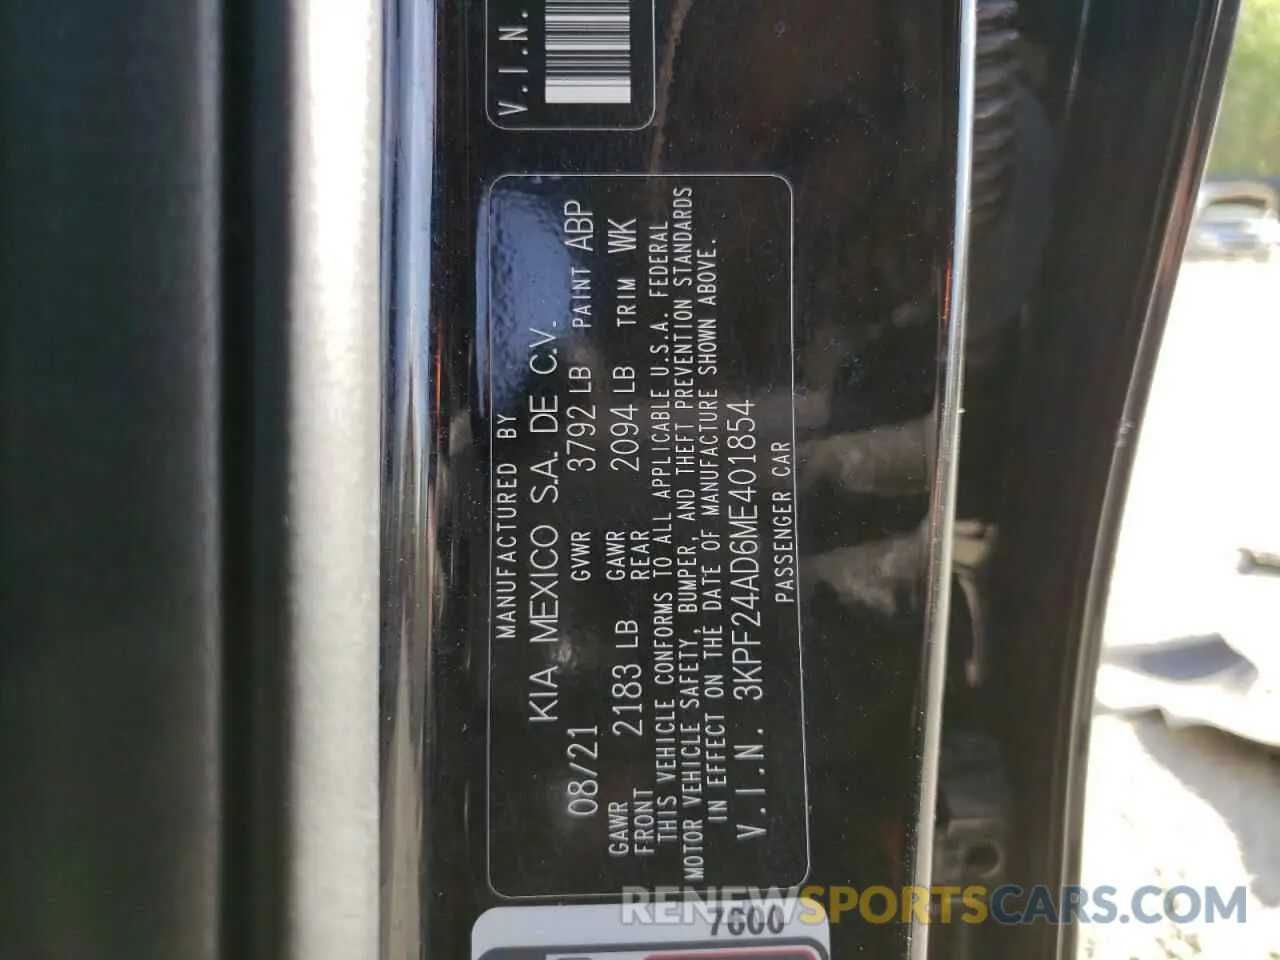 V.I.N.
MANUFACTURED BY
KIA MEXICO S.A. DE C.V.
08/21 GVWR 3792 LB PAINT ABP
GAWR FRONT 2183 LB GAWR REAR 2094 LB TRIM WK
THIS VEHICLE CONFORMS TO ALL APPLICABLE U.S.A. FEDERAL
MOTOR VEHICLE SAFETY, BUMPER, AND THEFT PREVENTION STANDARDS
IN EFFECT ON THE DATE OF MANUFACTURE SHOWN ABOVE.
V.I.N. 3KPF24AD6ME401854
PASSENGER CAR
7600
RENEWSPORTSCARS.COM